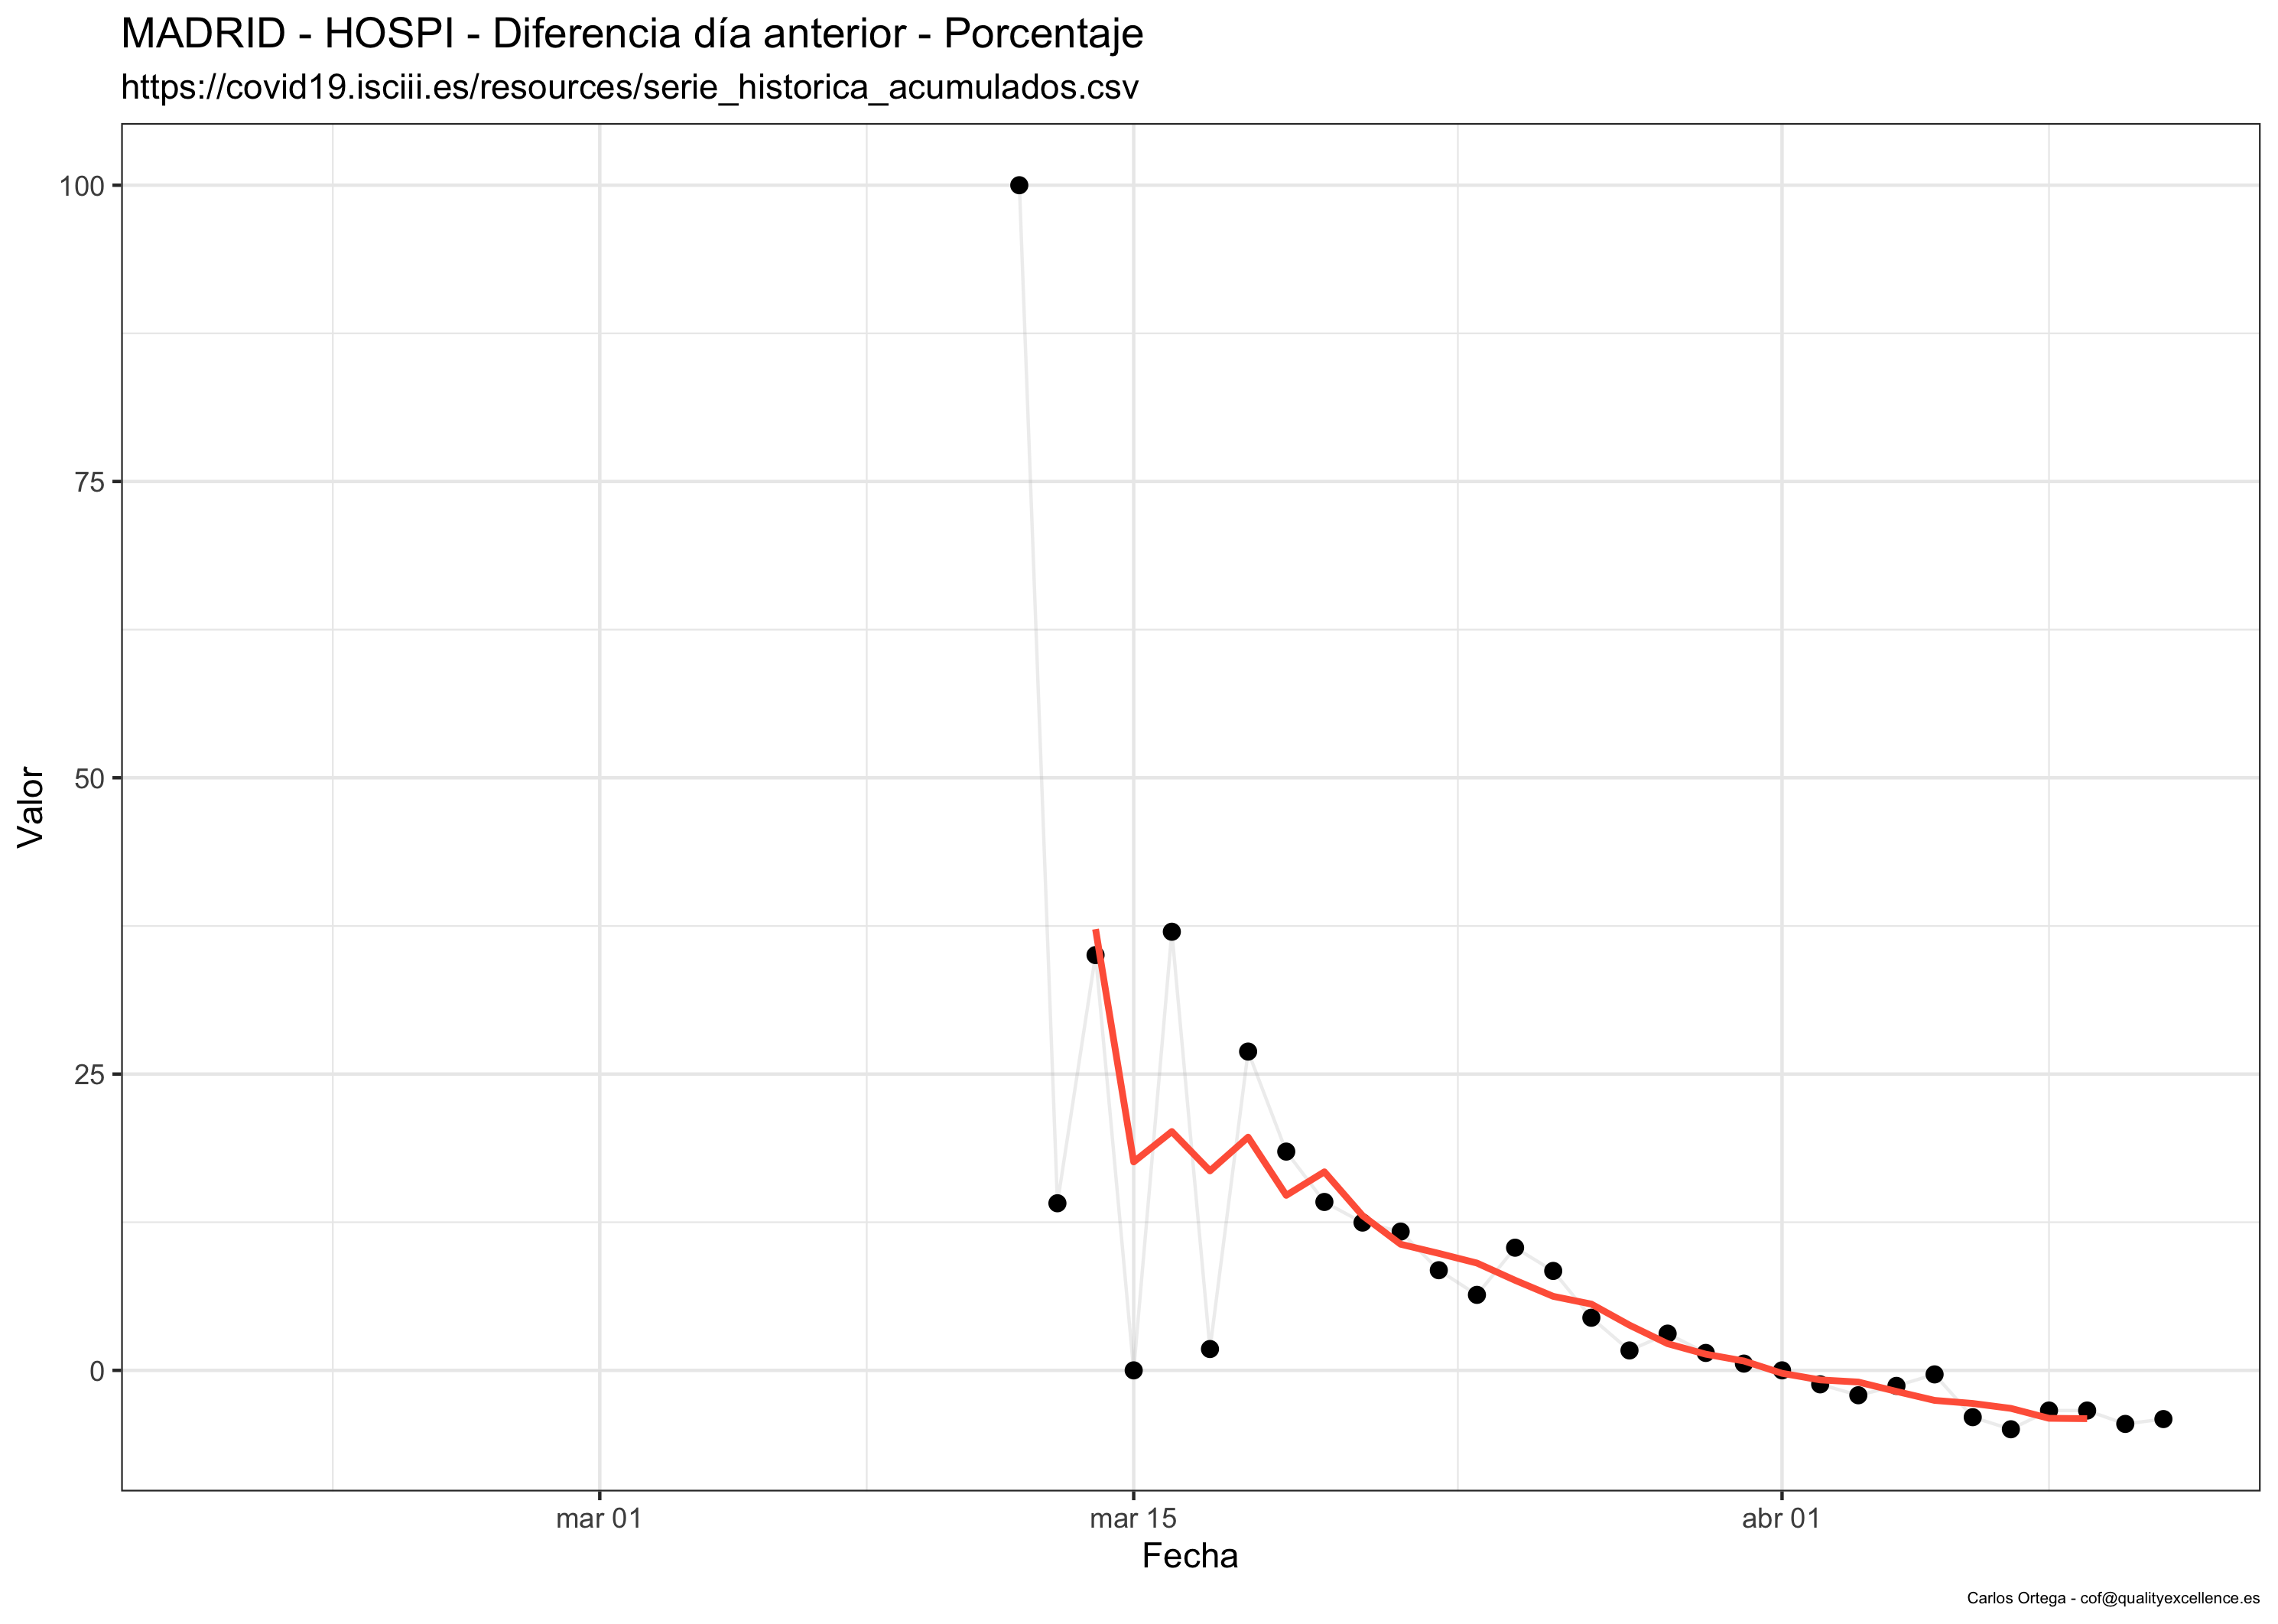 MADRID - HOSPI - Diferencia día anterior - Porcentaje
https://covid19.isciii.es/resources/serie_historica_acumulados.csv
100
75
50
25
0
Valor
mar 01
mar 15
abr 01
Fecha
Carlos Ortega - cof@qualityexcellence.es